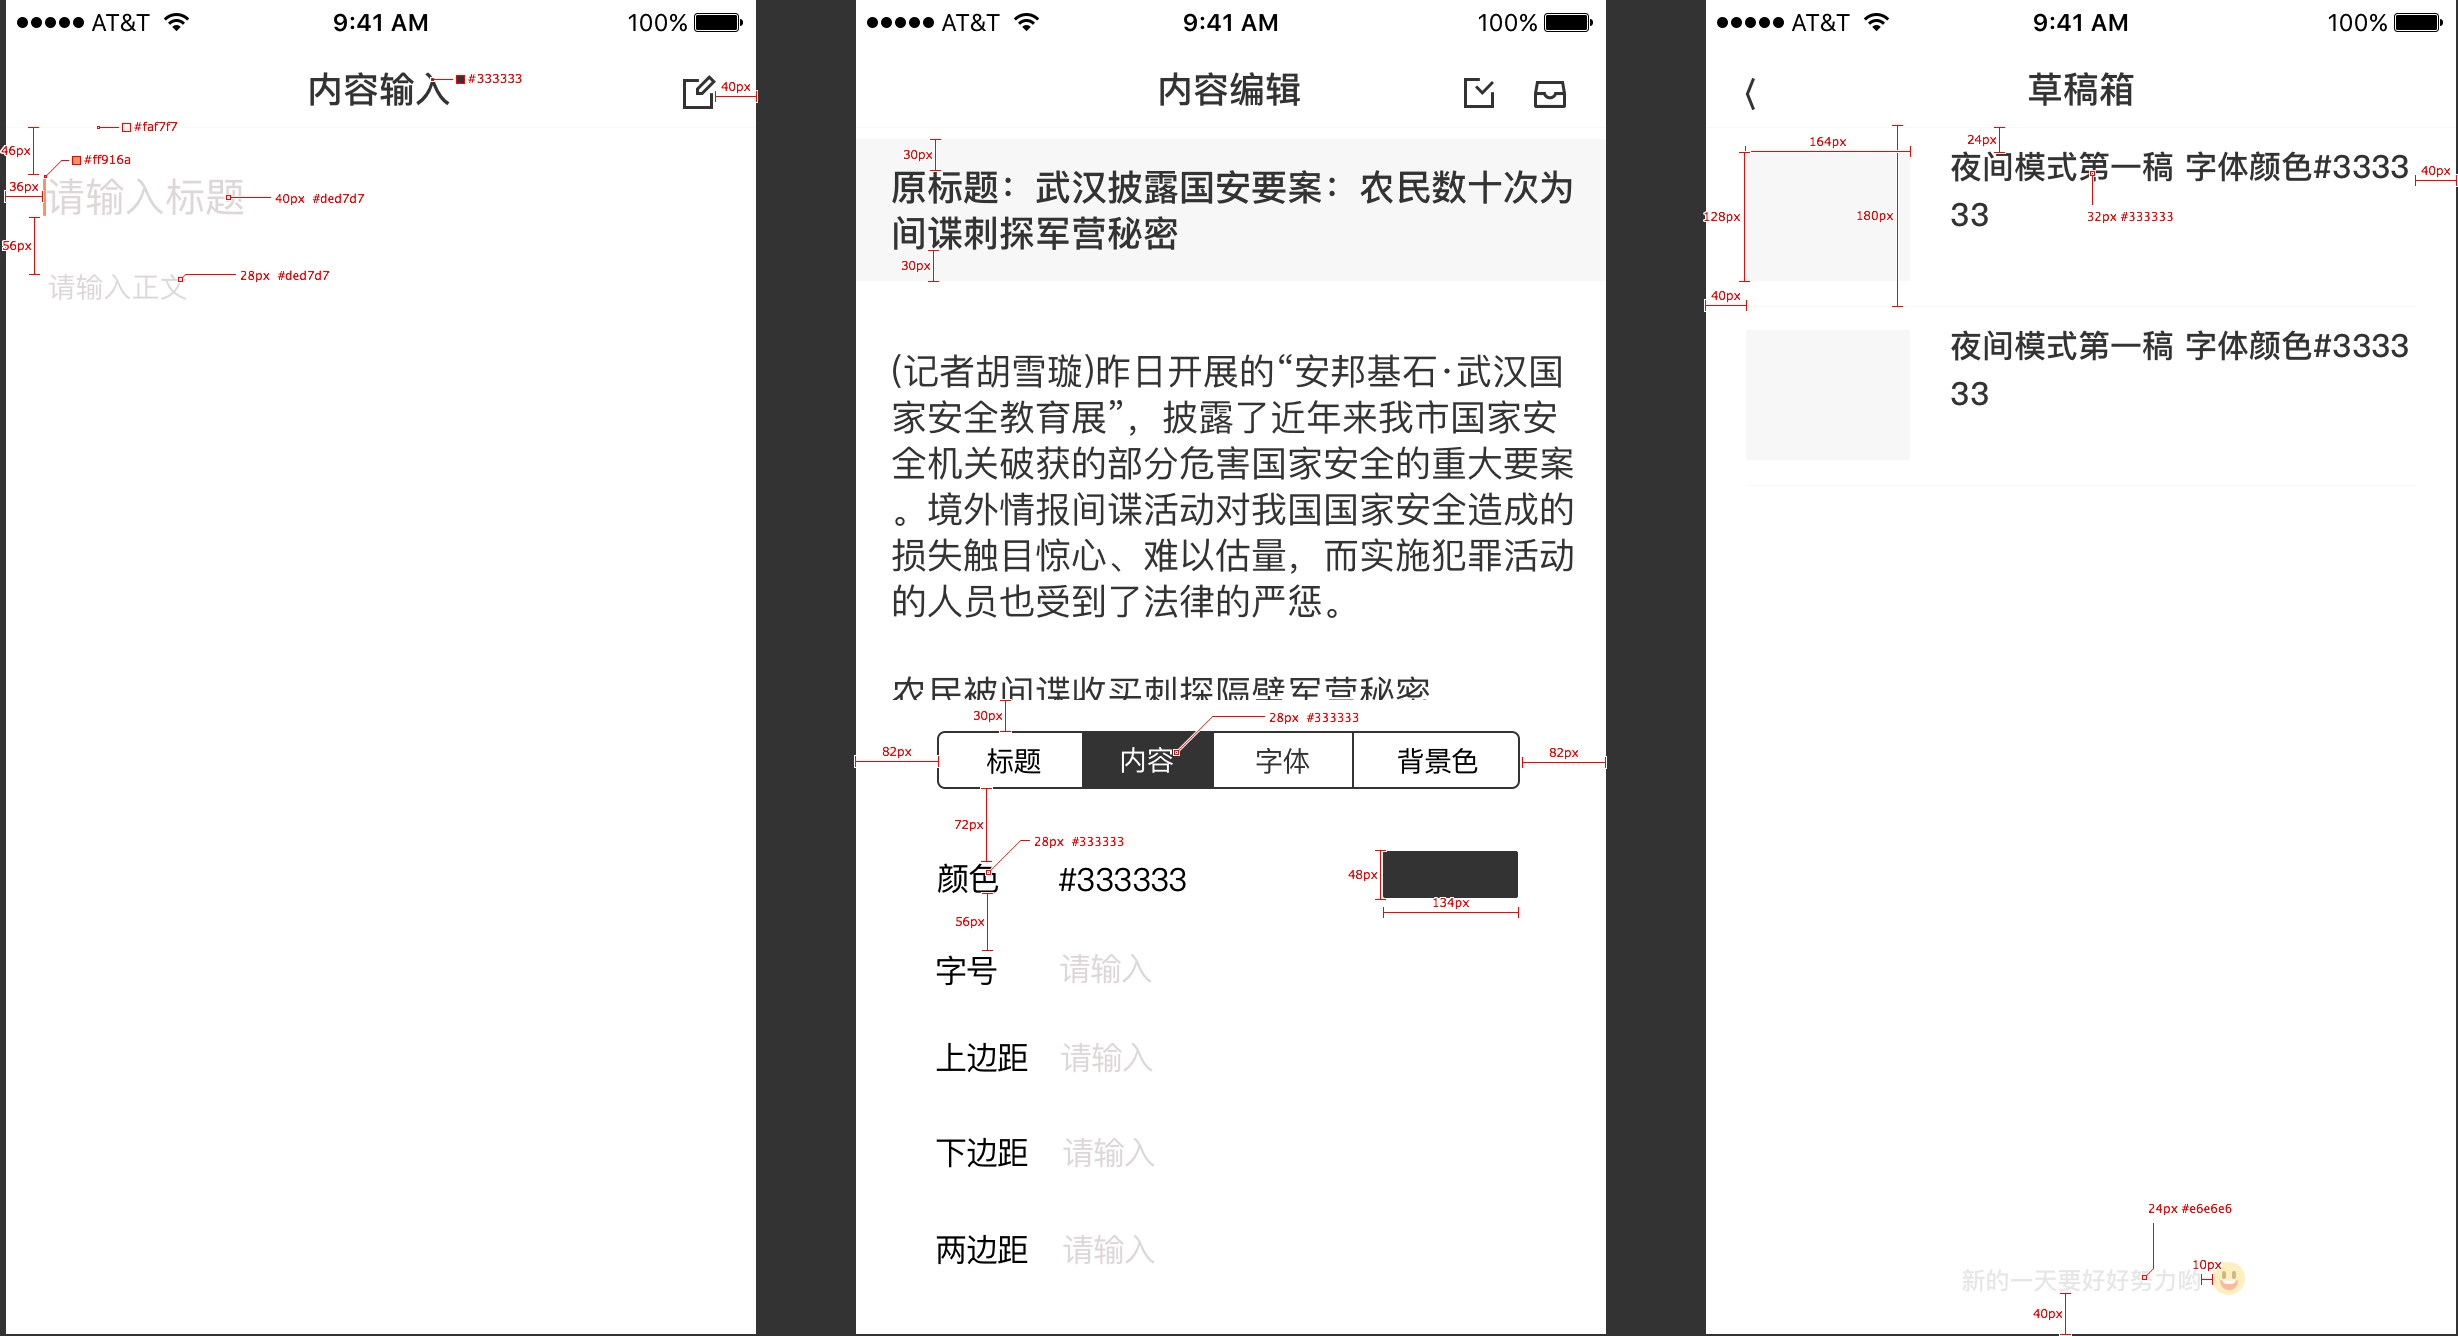 AT&T 9:41 AM 100%
内容输入
#333333
40px
#faf7f7
46px
#ff916a
36px
请输入标题
40px #ded7d7
56px
请输入正文
28px #ded7d7
AT&T 9:41 AM 100%
内容编辑
30px
原标题：武汉披露国安要案：农民数十次为
间谍刺探军营秘密
30px
(记者胡雪璇)昨日开展的“安邦基石·武汉国
家安全教育展”，披露了近年来我市国家安
全机关破获的部分危害国家安全的重大要案
。境外情报间谍活动对我国国家安全造成的
损失触目惊心、难以估量，而实施犯罪活动
的人员也受到了法律的严惩。
农民被间谍收买刺探隔壁军营秘密
30px
28px #333333
82px
标题 内容 字体 背景色
82px
72px
28px #333333
颜色 #333333
48px
134px
56px
字号 请输入
上边距 请输入
下边距 请输入
两边距 请输入
AT&T 9:41 AM 100%
草稿箱
164px
24px
夜间模式第一稿 字体颜色#3333
33
40px
128px
180px
32px #333333
40px
夜间模式第一稿 字体颜色#3333
33
24px #e6e6e6
10px
新的一天要好好努力哟
40px